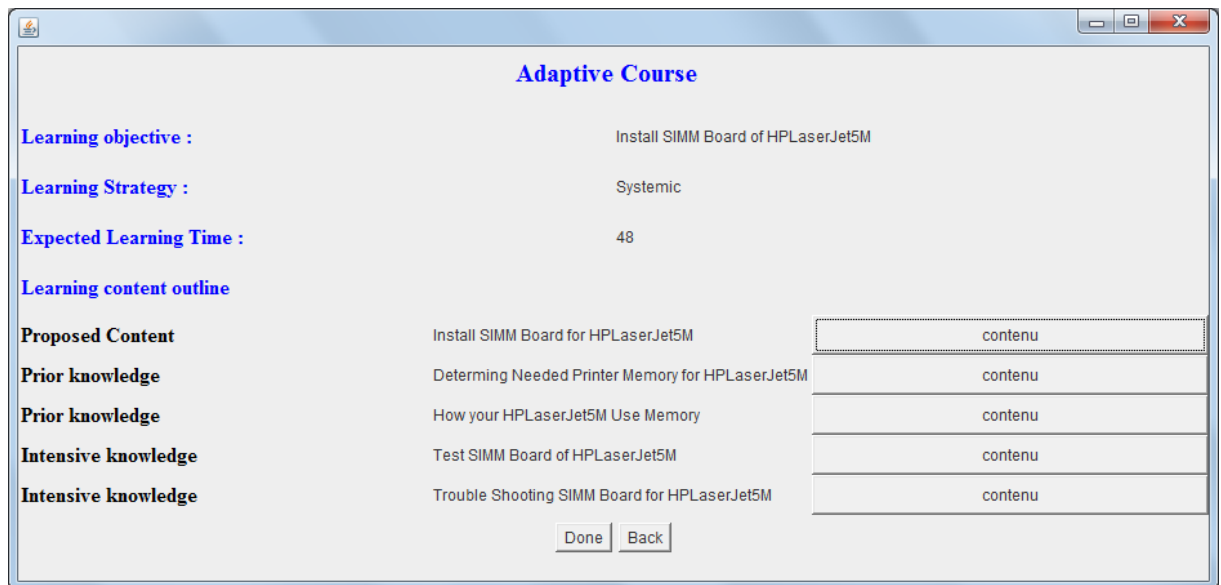 Adaptive Course
Learning objective : Install SIMM Board of HPLaserJet5M
Learning Strategy : Systemic
Expected Learning Time : 48
Learning content outline
Proposed Content Install SIMM Board for HPLaserJet5M contenu
Prior knowledge Determing Needed Printer Memory for HPLaserJet5M contenu
Prior knowledge How your HPLaserJet5M Use Memory contenu
Intensive knowledge Test SIMM Board of HPLaserJet5M contenu
Intensive knowledge Trouble Shooting SIMM Board for HPLaserJet5M contenu
Done Back